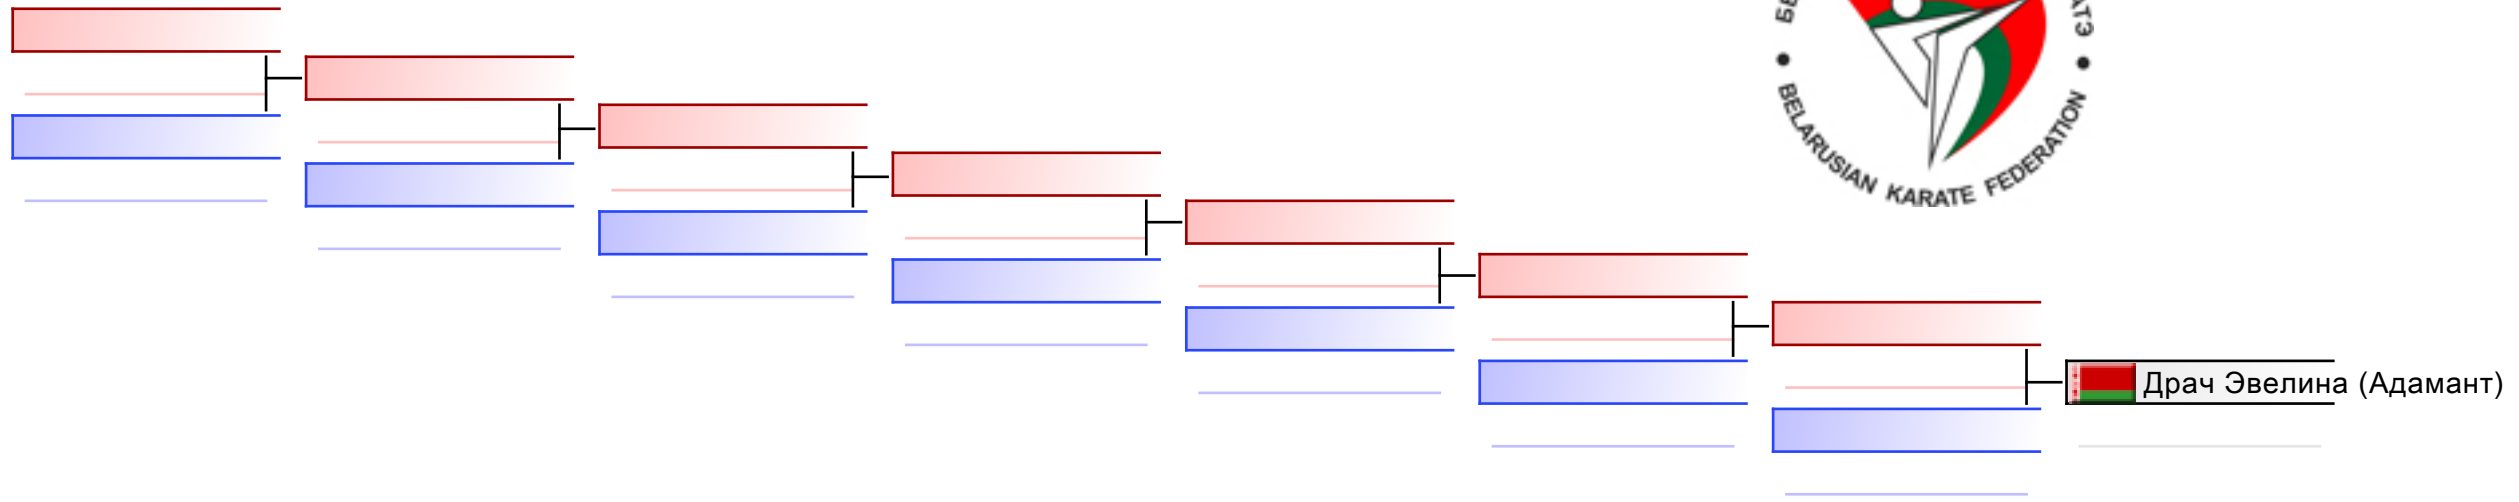 BELARUSIAN KARATE FEDERATION
Драч Эвелина (Адамант)